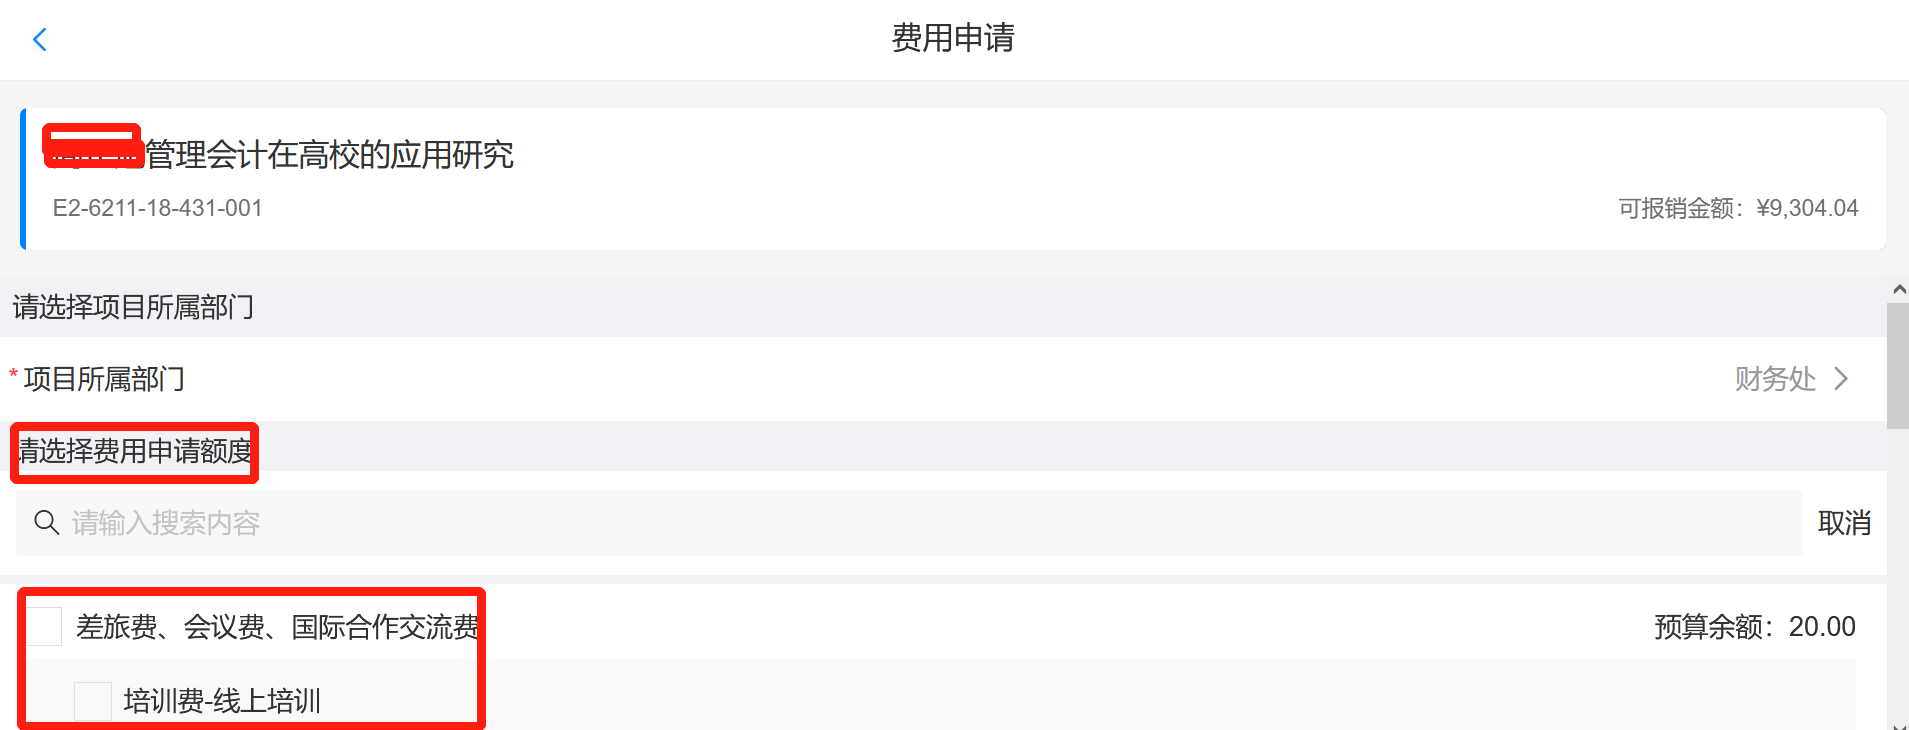 费用申请
管理会计在高校的应用研究
E2-6211-18-431-001
可报销金额：¥9,304.04
请选择项目所属部门
* 项目所属部门
财务处
请选择费用申请额度
请输入搜索内容
取消
差旅费、会议费、国际合作交流费
预算余额：20.00
培训费-线上培训